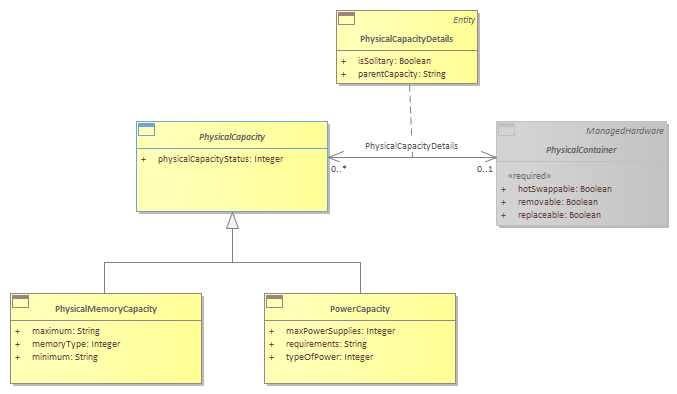 Entity
PhysicalCapacityDetails
+ isSolitary: Boolean
+ parentCapacity: String
PhysicalCapacity
+ physicalCapacityStatus: Integer
PhysicalCapacityDetails
0..*
0..1
ManagedHardware
PhysicalContainer
«required»
+ hotSwappable: Boolean
+ removable: Boolean
+ replaceable: Boolean
PhysicalMemoryCapacity
+ maximum: String
+ memoryType: Integer
+ minimum: String
PowerCapacity
+ maxPowerSupplies: Integer
+ requirements: String
+ typeOfPower: Integer